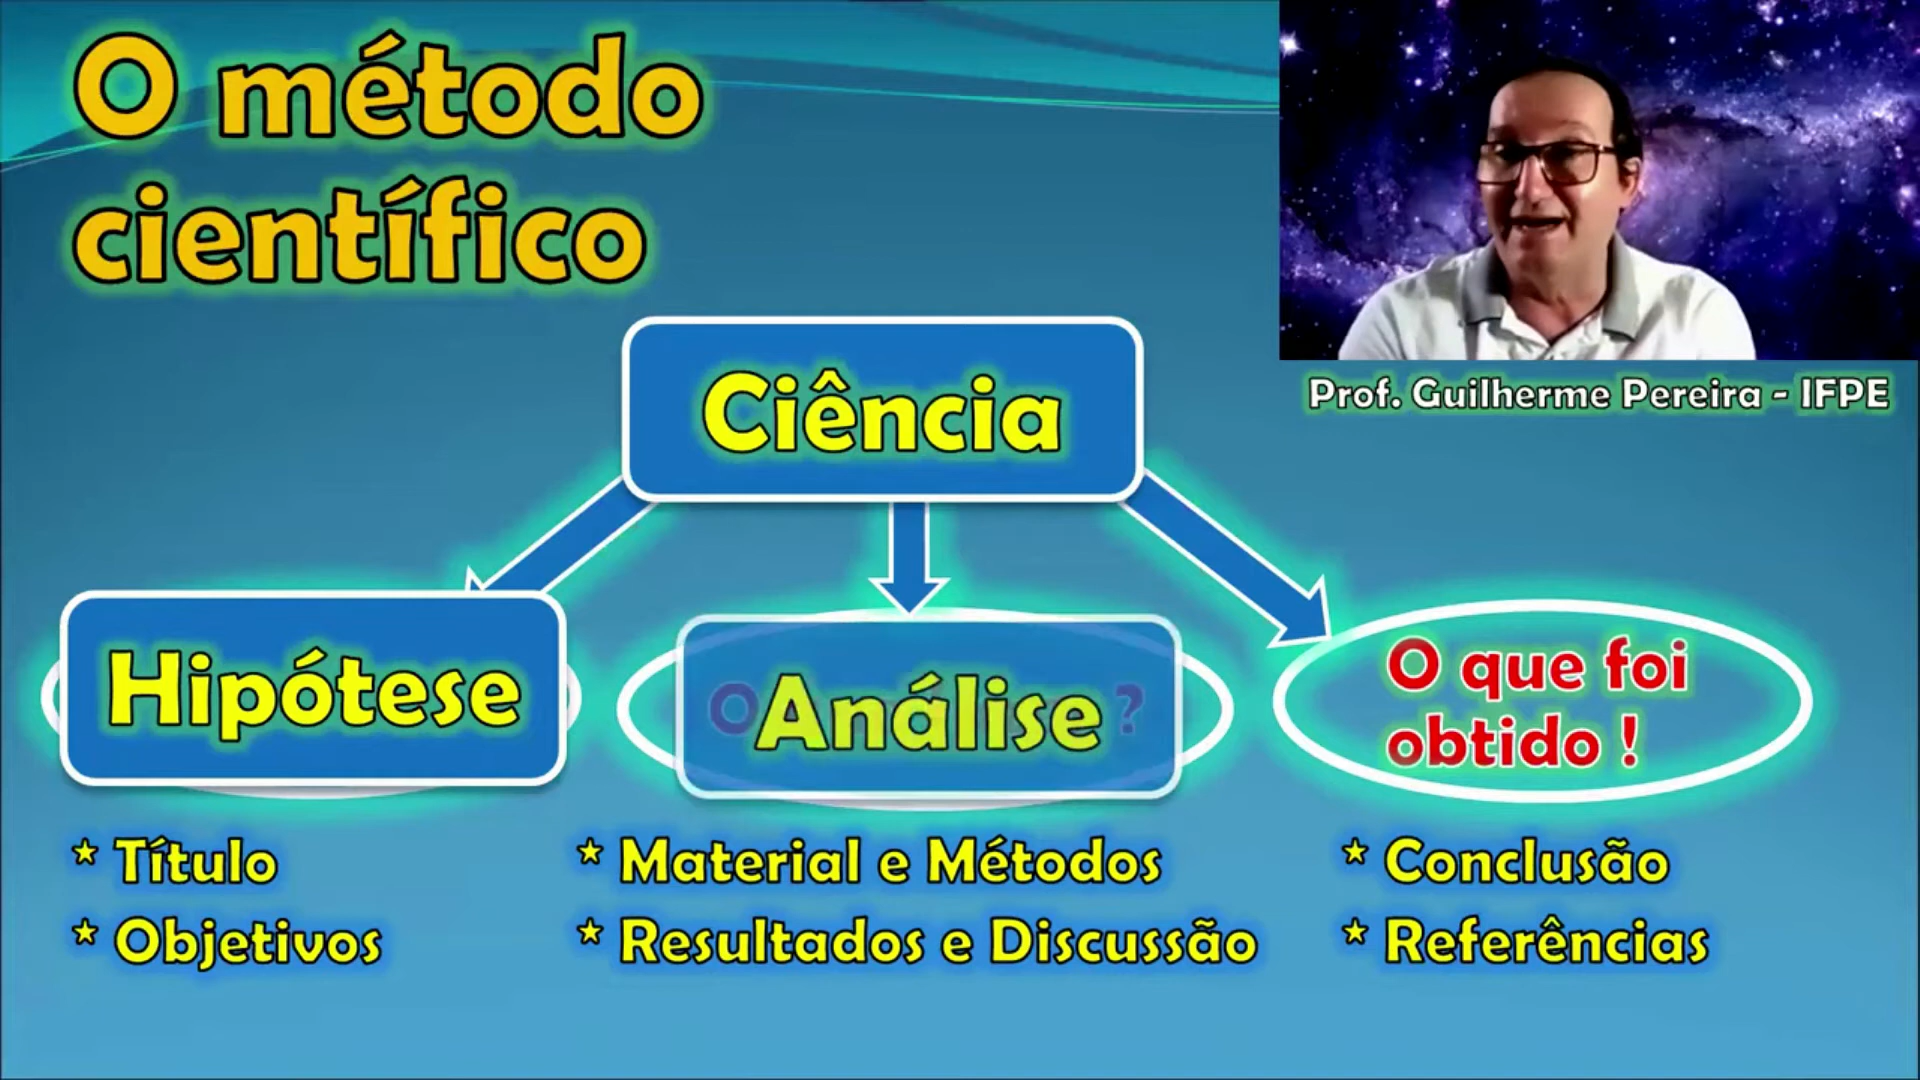 O método
científico
Prof. Guilherme Pereira - IFPE
Ciência
Hipótese
Análise
O ?
O que foi
obtido !
* Título
* Objetivos
* Material e Métodos
* Resultados e Discussão
* Conclusão
* Referências